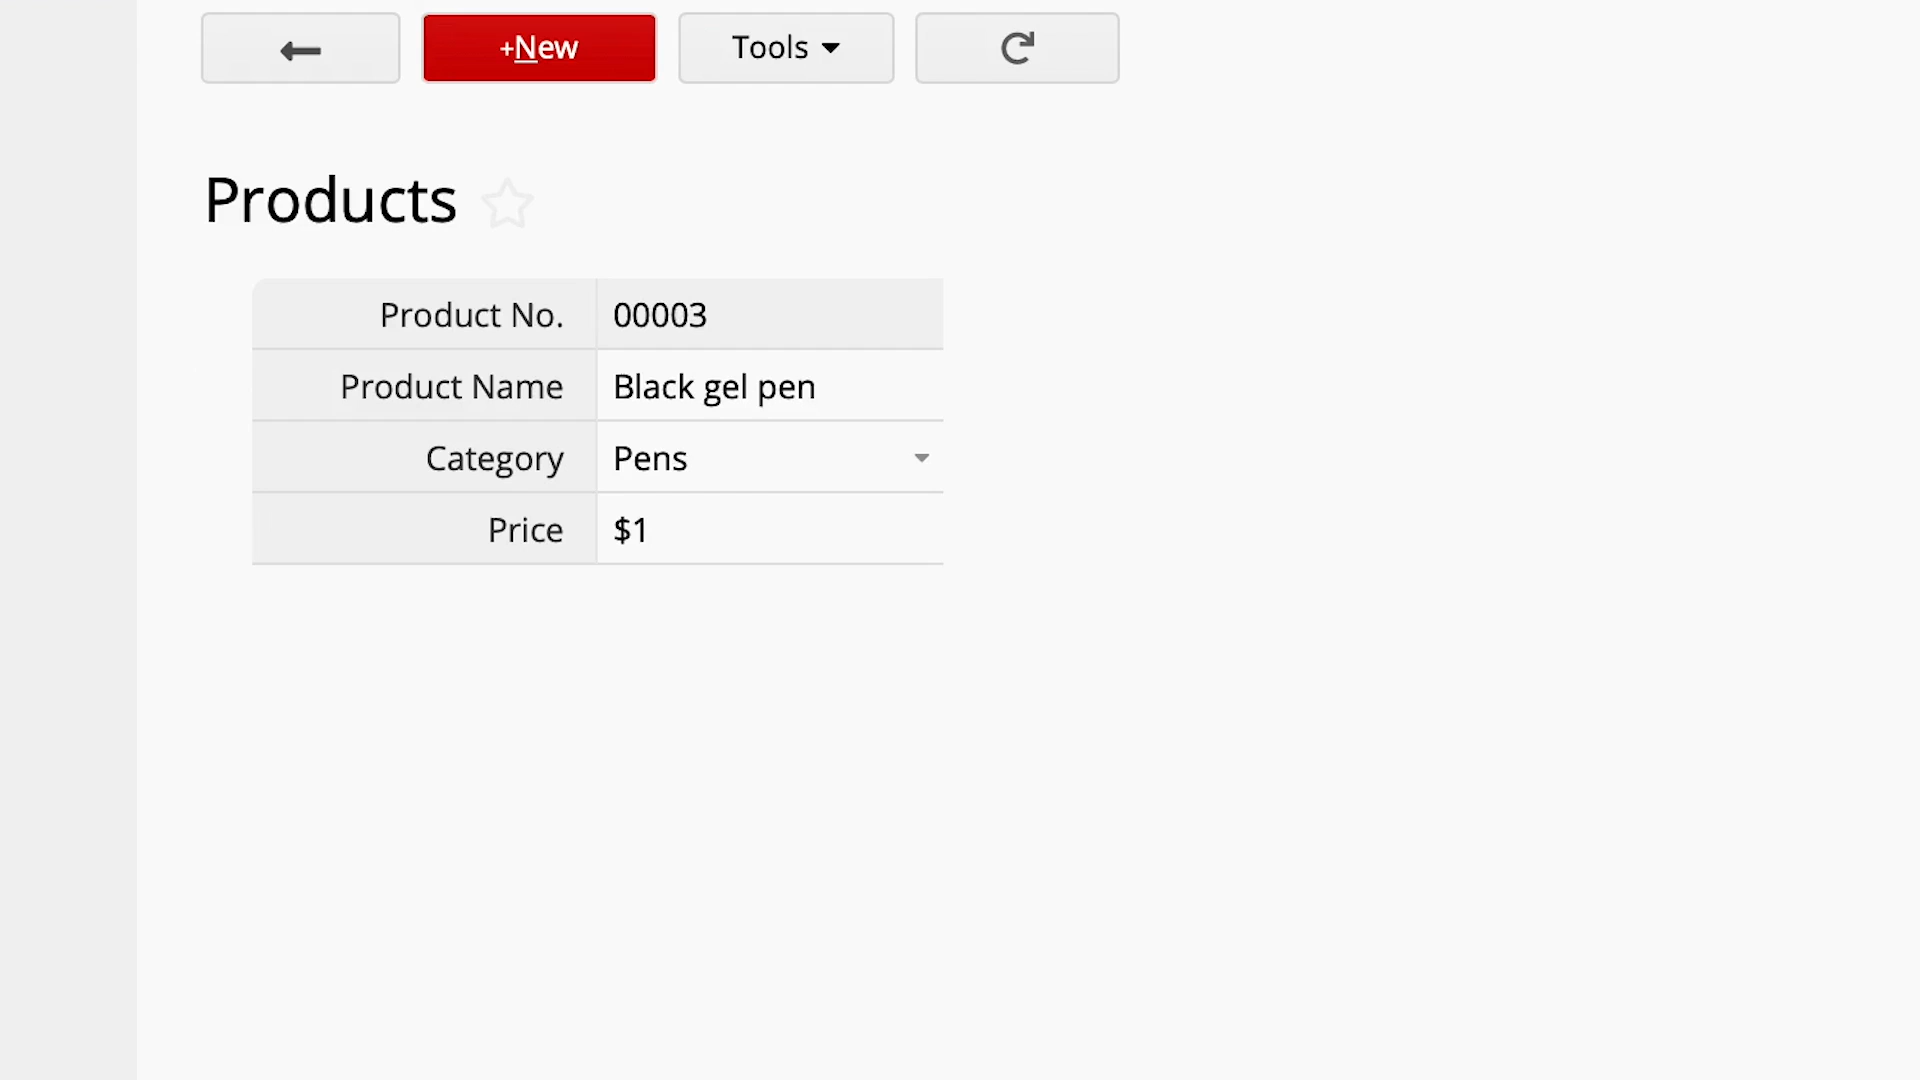 +New
Tools
Products
Product No. 00003
Product Name Black gel pen
Category Pens
Price $1